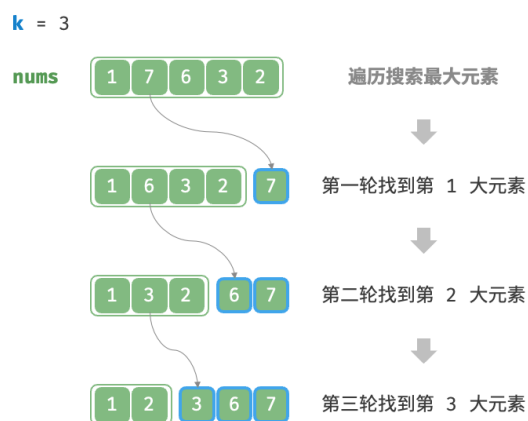 k = 3
nums 1 7 6 3 2 遍历搜索最大元素
1 6 3 2 7 第一轮找到第 1 大元素
1 3 2 6 7 第二轮找到第 2 大元素
1 2 3 6 7 第三轮找到第 3 大元素